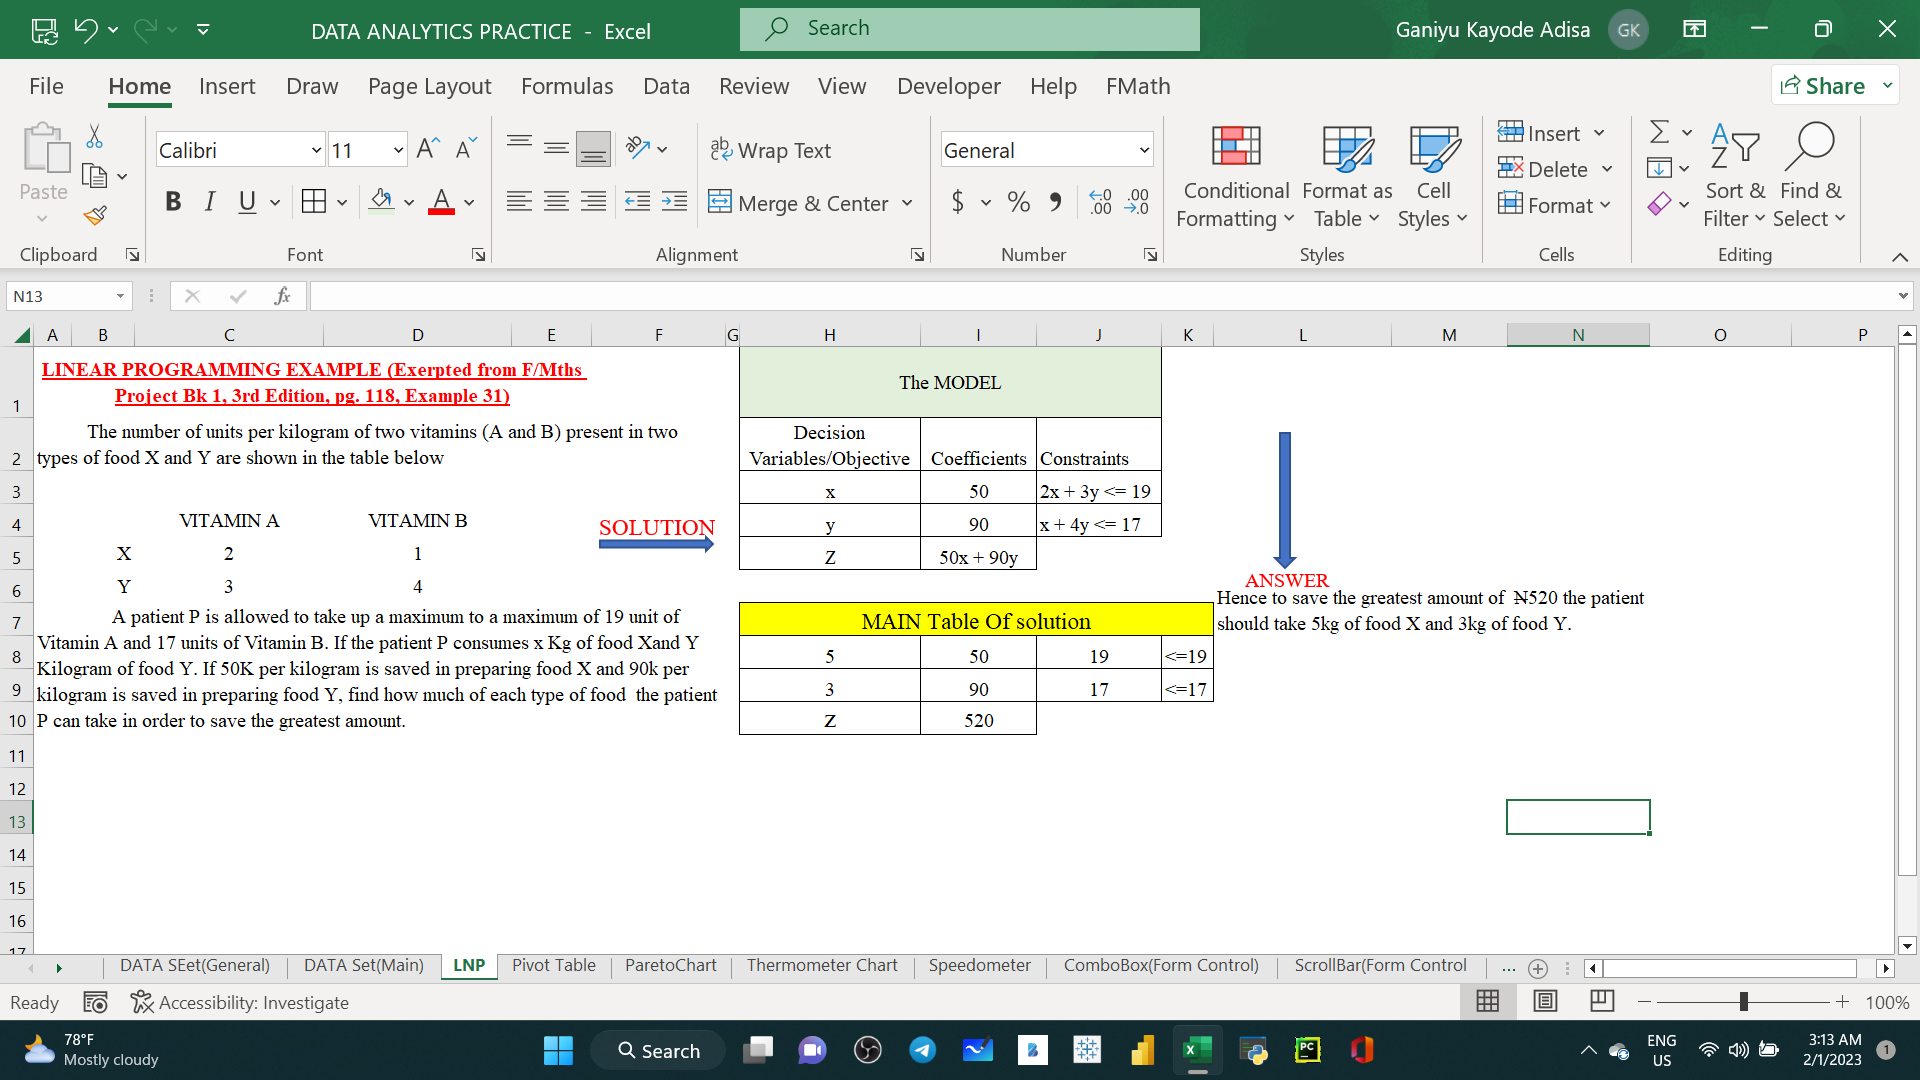 DATA ANALYTICS PRACTICE - Excel
Search
Ganiyu Kayode Adisa
GK
File Home Insert Draw Page Layout Formulas Data Review View Developer Help FMath
Share
Paste
Calibri 11
B I U
Wrap Text
Merge & Center
General
$ % 9
Conditional Formatting
Format as Table
Cell Styles
Insert
Delete
Format
Sort & Filter
Find & Select
Clipboard Font Alignment Number Styles Cells Editing
N13
fx
A B C D E F G H I J K L M N O P
1
2
3
4
5
6
7
8
9
10
11
12
13
14
15
16
17
LINEAR PROGRAMMING EXAMPLE (Exerpted from F/Mths
Project Bk 1, 3rd Edition, pg. 118, Example 31)
The number of units per kilogram of two vitamins (A and B) present in two
types of food X and Y are shown in the table below
VITAMIN A VITAMIN B
X 2 1
Y 3 4
A patient P is allowed to take up a maximum to a maximum of 19 unit of
Vitamin A and 17 units of Vitamin B. If the patient P consumes x Kg of food Xand Y
Kilogram of food Y. If 50K per kilogram is saved in preparing food X and 90k per
kilogram is saved in preparing food Y, find how much of each type of food the patient
P can take in order to save the greatest amount.
SOLUTION
The MODEL
Decision
Variables/Objective Coefficients Constraints
x 50 2x + 3y <= 19
y 90 x + 4y <= 17
Z 50x + 90y
MAIN Table Of solution
5 50 19 <=19
3 90 17 <=17
Z 520
ANSWER
Hence to save the greatest amount of ₦520 the patient
should take 5kg of food X and 3kg of food Y.
DATA SEet(General) DATA Set(Main) LNP Pivot Table ParetoChart Thermometer Chart Speedometer ComboBox(Form Control) ScrollBar(Form Control ...
Ready Accessibility: Investigate 100%
78°F
Mostly cloudy
Search
ENG
US
3:13 AM
2/1/2023
1